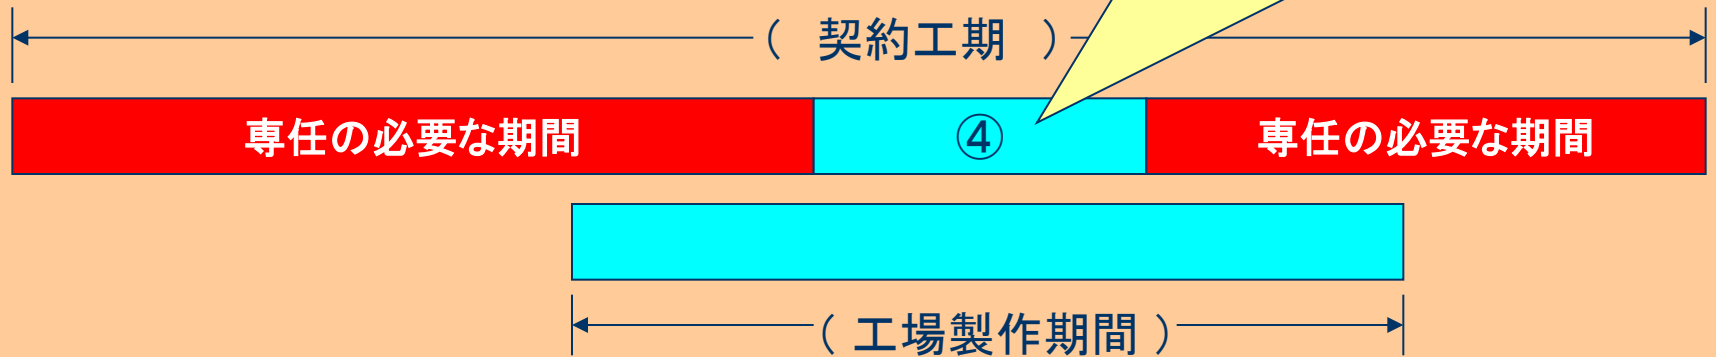 （ 契約工期 ）
専任の必要な期間 ④ 専任の必要な期間
（ 工場製作期間 ）